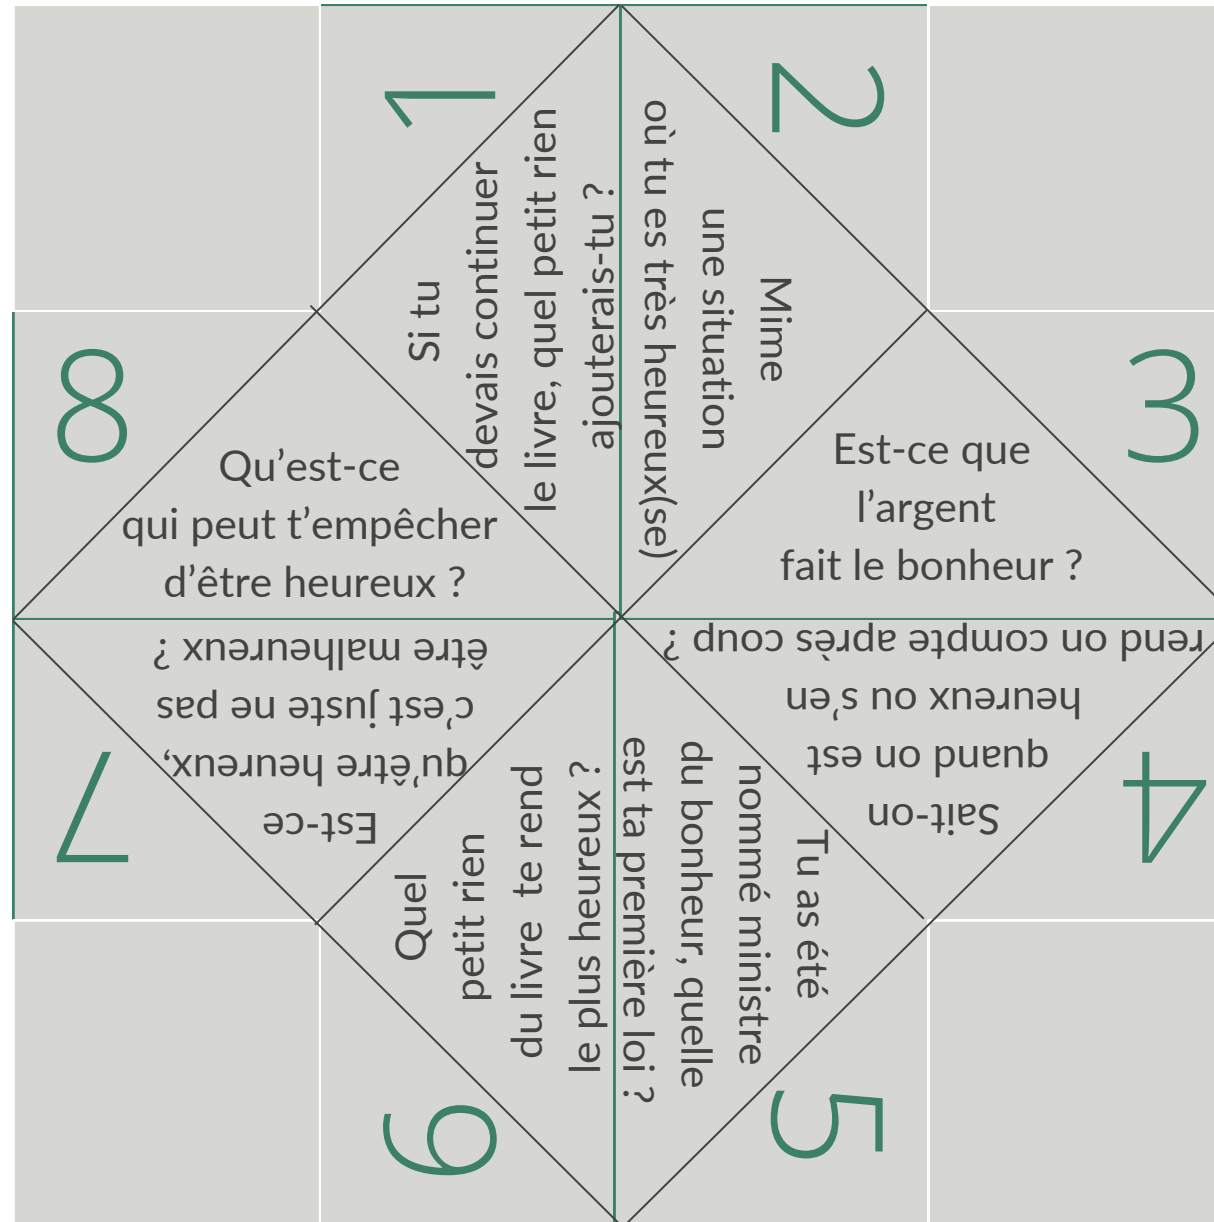 1
Si tu
devais continuer
le livre, quel petit rien
ajouterais-tu ?
2
Mime
une situation
où tu es très heureux(se)
3
Est-ce que
l’argent
fait le bonheur ?
4
Sait-on
quand on est
heureux ou s’en
rend on compte après coup ?
5
Tu as été
nommé ministre
du bonheur, quelle
est ta première loi ?
6
Quel
petit rien
du livre te rend
le plus heureux ?
7
Est-ce
qu’être heureux,
c’est juste ne pas
être malheureux ?
8
Qu’est-ce
qui peut t’empêcher
d’être heureux ?